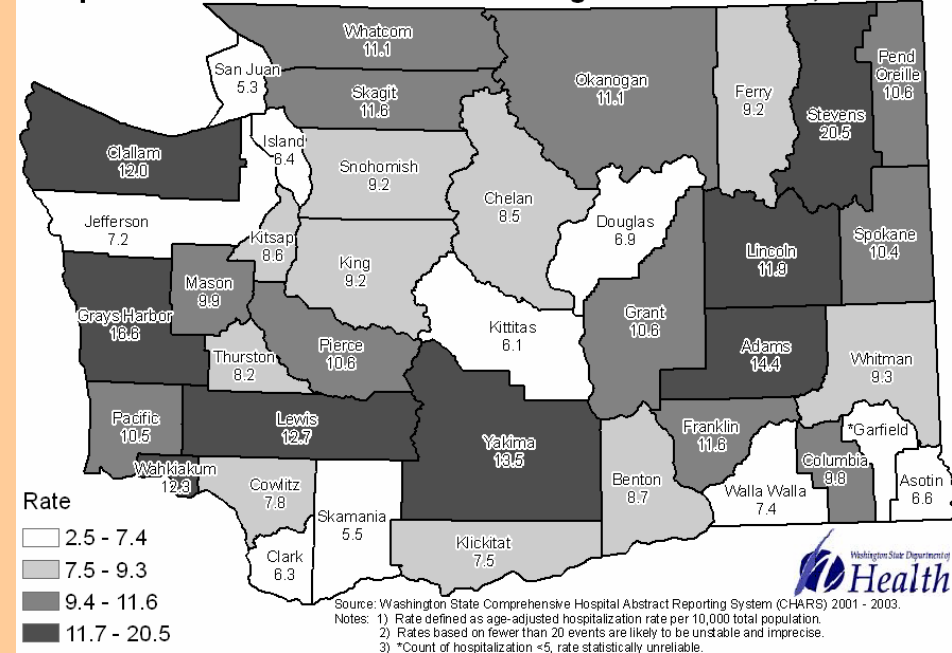 Whatcom
11.1
San Juan
5.3
Skagit
11.6
Okanogan
11.1
Ferry
9.2
Stevens
20.5
Pend
Oreille
10.6
Clallam
12.0
Island
6.4
Snohomish
9.2
Chelan
8.5
Douglas
6.9
Jefferson
7.2
Kitsap
8.6
King
9.2
Lincoln
11.9
Spokane
10.4
Mason
9.9
Grays Harbor
Thurston
8.2
Pierce
10.6
Kittitas
6.1
Grant
Adams
14.4
Whitman
9.3
Pacific
10.5
Lewis
12.7
Yakima
Franklin
11.6
*Garfield
Wahkiakum
12.3
Cowlitz
7.8
Skamania
5.5
Benton
8.7
Walla Walla
7.4
Columbia
9.8
Asotin
6.6
Clark
6.3
Klickitat
7.5
Rate
2.5 - 7.4
7.5 - 9.3
9.4 - 11.6
11.7 - 20.5
Washington State Department of
Health
Source: Washington State Comprehensive Hospital Abstract Reporting System (CHARS) 2001 - 2003.
Notes: 1) Rate defined as age-adjusted hospitalization rate per 10,000 total population.
2) Rates based on fewer than 20 events are likely to be unstable and imprecise.
3) *Count of hospitalization <5, rate statistically unreliable.